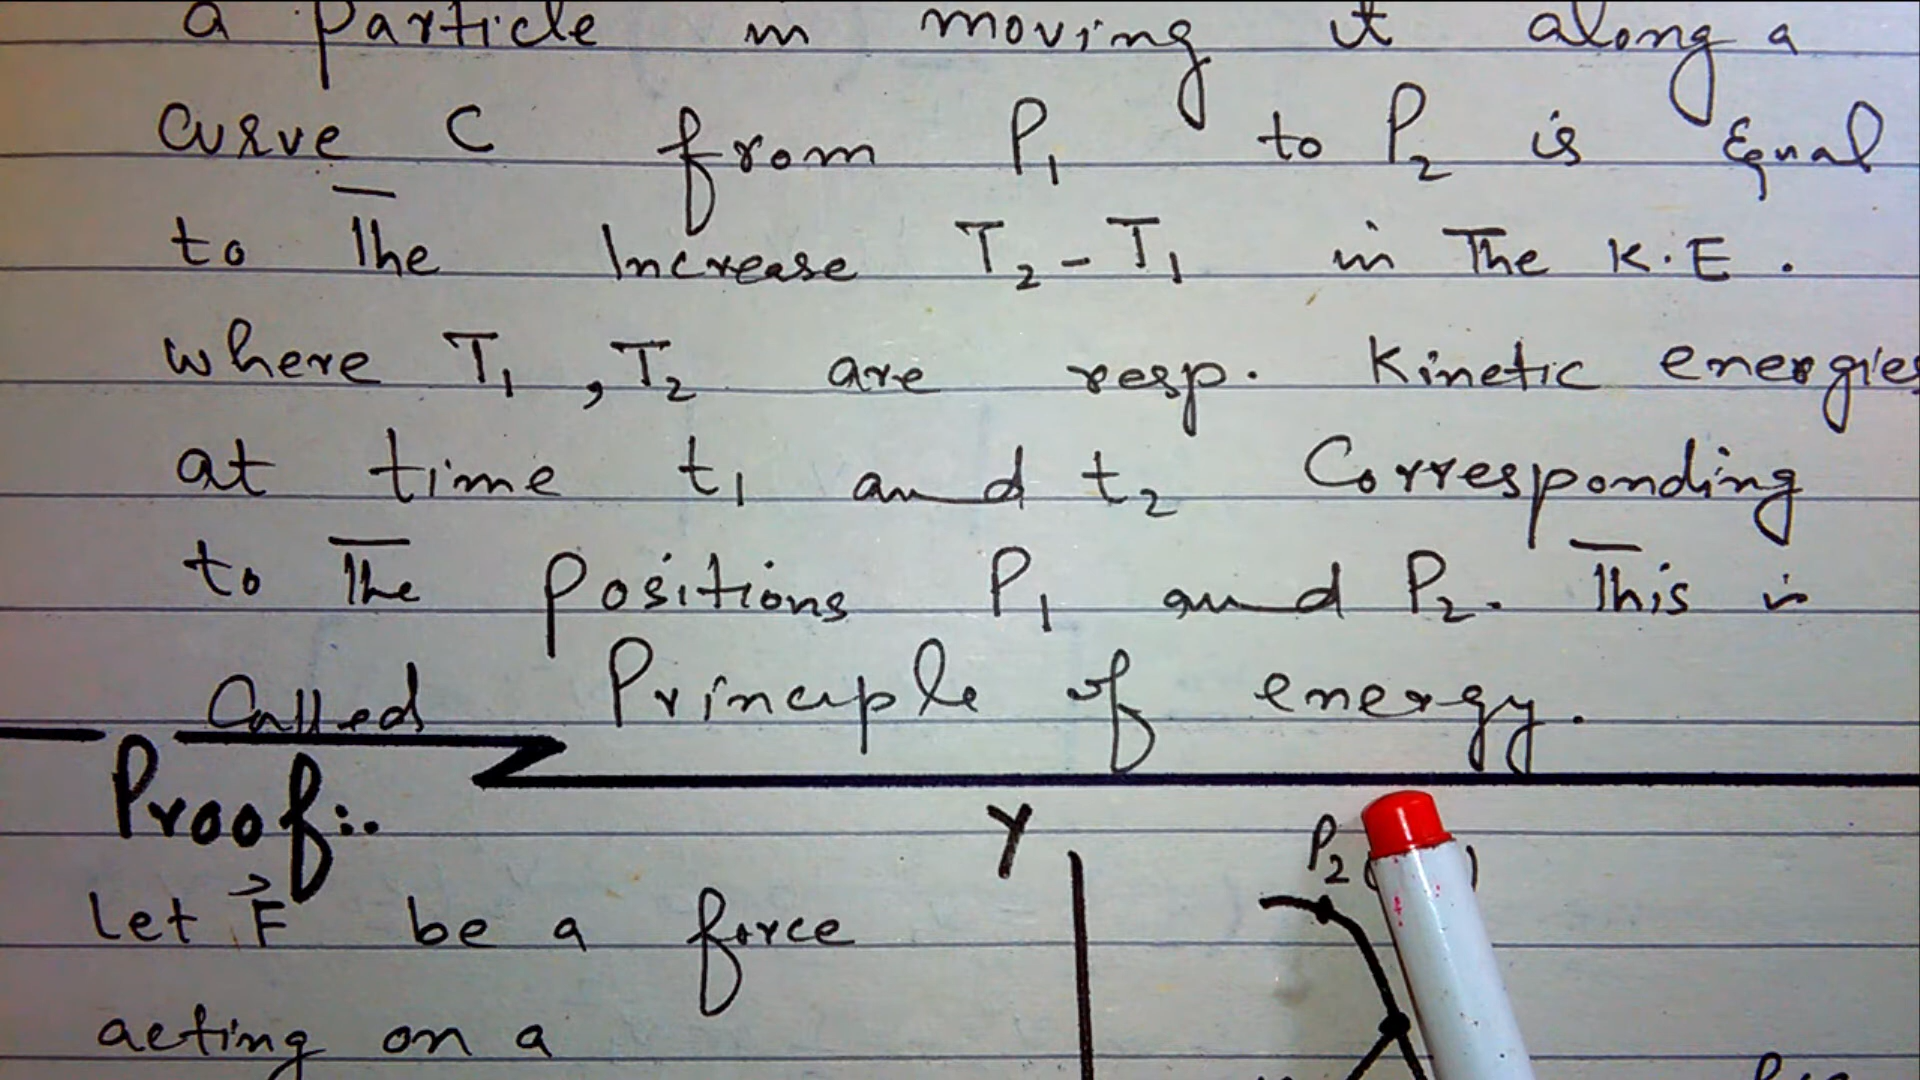 a particle in moving it along a
curve C from P₁ to P₂ is Equal
to The Increase T₂ - T₁ in The K.E.
where T₁, T₂ are resp. Kinetic energies
at time t₁ and t₂ Corresponding
to The positions P₁ and P₂. This is
Called Principle of energy.
Proof:.
Y
P₂ ( )
Let F⃗ be a force
acting on a